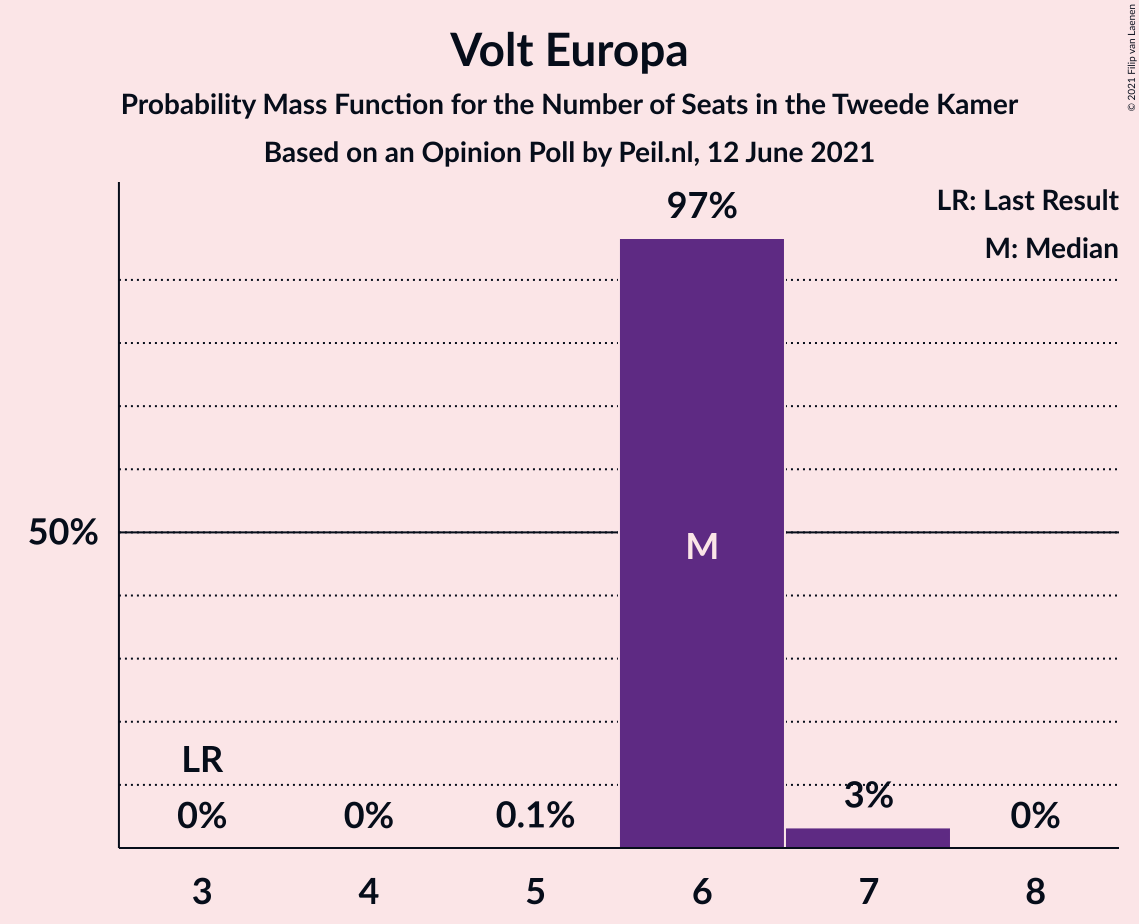 Volt Europa
Probability Mass Function for the Number of Seats in the Tweede Kamer
Based on an Opinion Poll by Peil.nl, 12 June 2021
© 2021 Filip van Laenen
LR: Last Result
M: Median
97%
50%
M
LR
0%
0%
0.1%
3%
0%
3
4
5
6
7
8